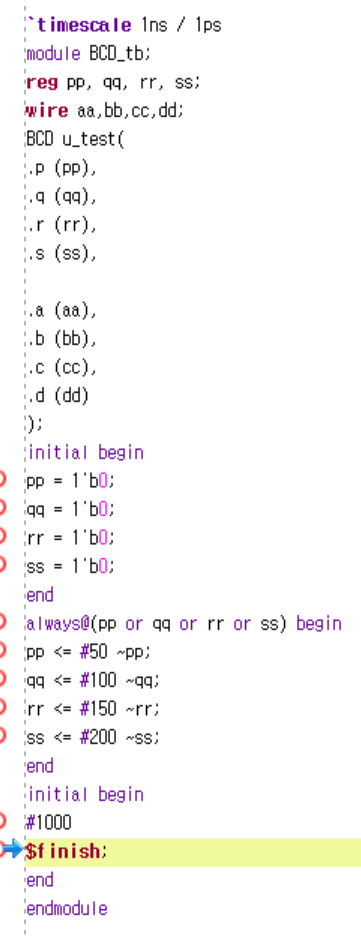 `timescale 1ns / 1ps
module BCD_tb;
reg pp, qq, rr, ss;
wire aa,bb,cc,dd;
BCD u_test(
.p (pp),
.q (qq),
.r (rr),
.s (ss),
.a (aa),
.b (bb),
.c (cc),
.d (dd)
);
initial begin
pp = 1'b0;
qq = 1'b0;
rr = 1'b0;
ss = 1'b0;
end
always@(pp or qq or rr or ss) begin
pp <= #50 ~pp;
qq <= #100 ~qq;
rr <= #150 ~rr;
ss <= #200 ~ss;
end
initial begin
#1000
$finish;
end
endmodule